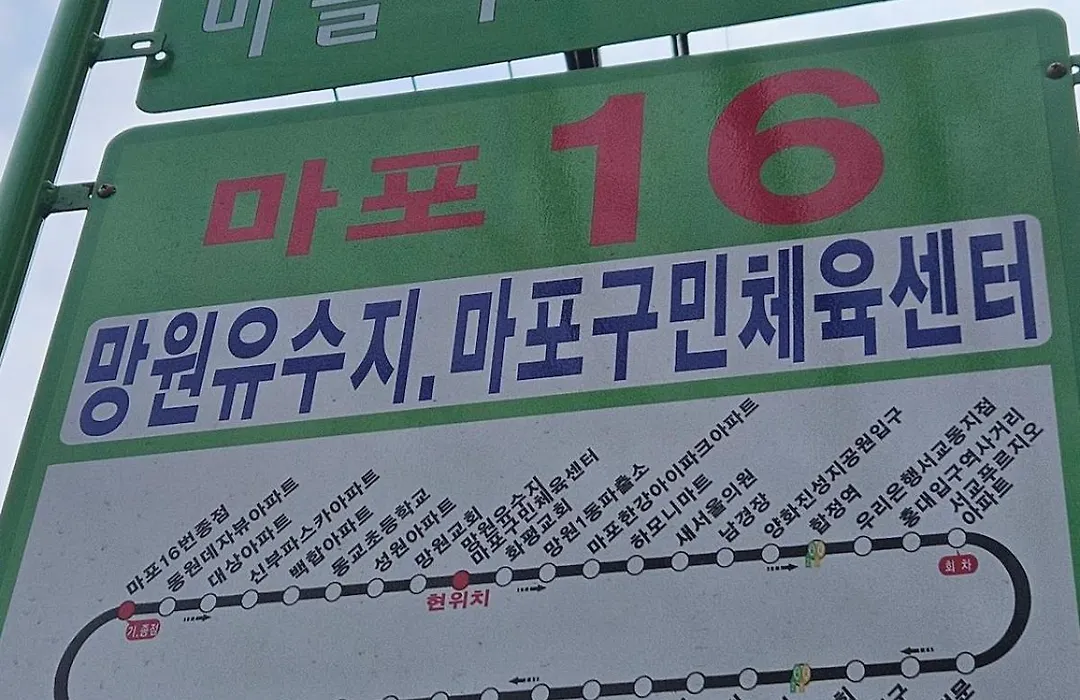 마포 16
망원유수지, 마포구민체육센터
마포16번종점
동원데자뷰아파트
대상아파트
신부파스카아파트
백합아파트
동교초등학교
성원아파트
망원교회
망원유수지
마포구민체육센터
화평교회
망원1동파출소
마포한강아이파크아파트
하모니마트
새서울의원
남경장
양화진성지공원입구
합정역
우리은행서교동지점
홍대입구역사거리
서교푸르지오
아파트
기,종점
현위치
회 차